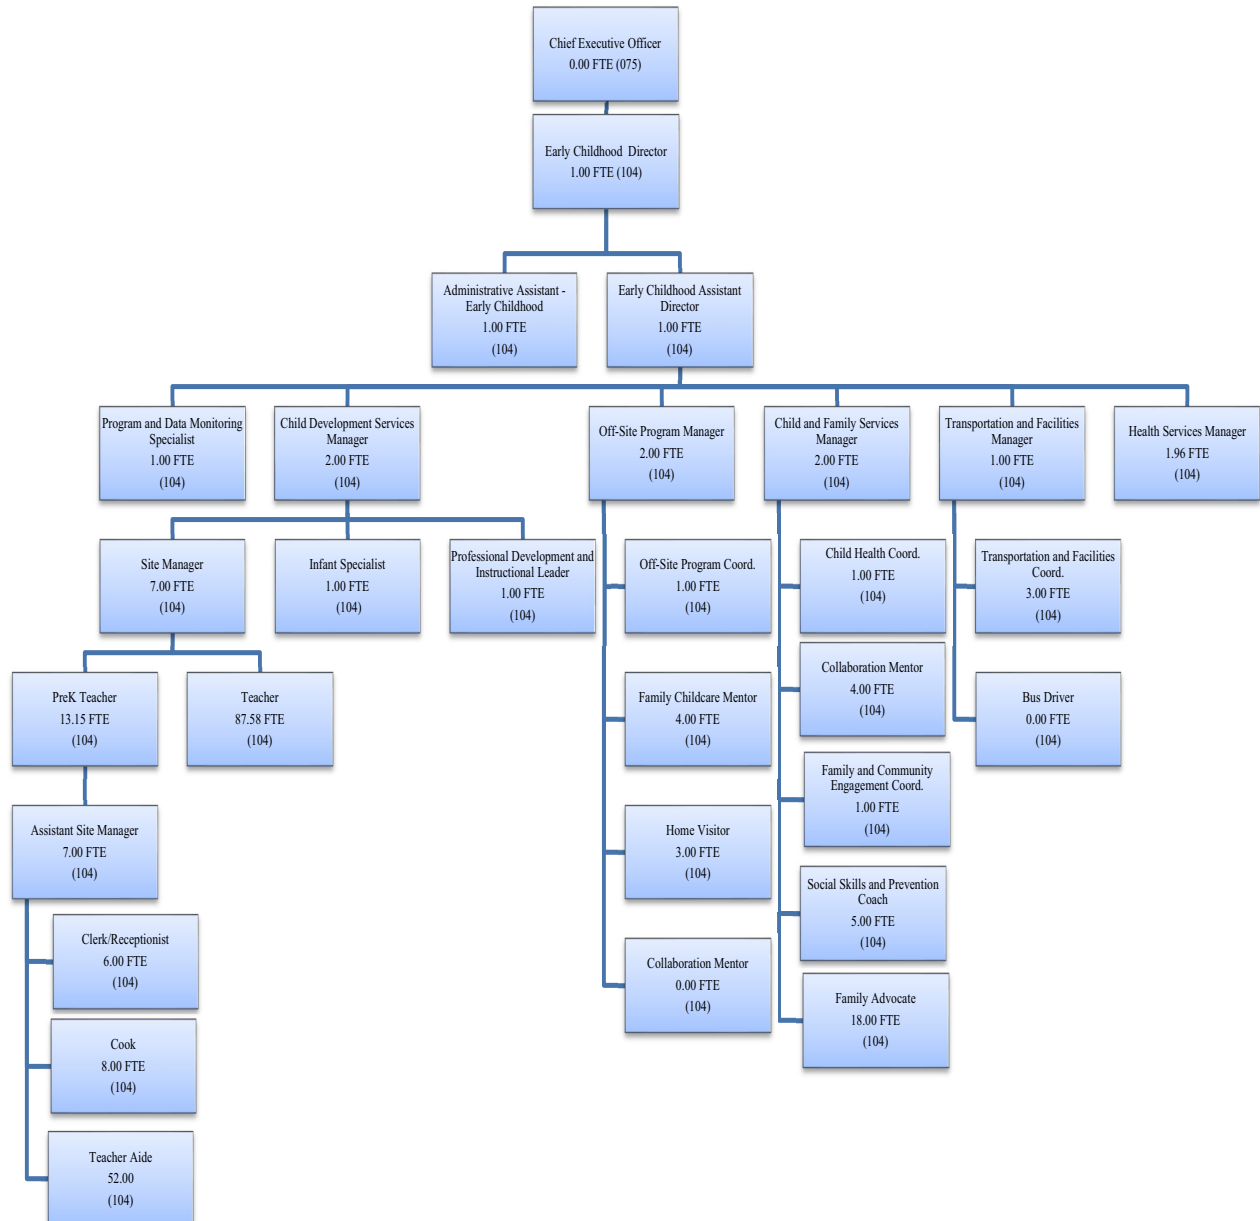 Chief Executive Officer
0.00 FTE (075)
Early Childhood  Director
1.00 FTE (104)
Administrative Assistant -
Early Childhood
1.00 FTE
(104)
Early Childhood Assistant
Director
1.00 FTE
(104)
Program and Data Monitoring
Specialist
1.00 FTE
(104)
Child Development Services
Manager
2.00 FTE
(104)
Off-Site Program Manager
2.00 FTE
(104)
Child and Family Services
Manager
2.00 FTE
(104)
Transportation and Facilities
Manager
1.00 FTE
(104)
Health Services Manager
1.96 FTE
(104)
Site Manager
7.00 FTE
(104)
Infant Specialist
1.00 FTE
(104)
Professional Development and
Instructional Leader
1.00 FTE
(104)
Off-Site Program Coord.
1.00 FTE
(104)
Child Health Coord.
1.00 FTE
(104)
Transportation and Facilities
Coord.
3.00 FTE
(104)
PreK Teacher
13.15 FTE
(104)
Teacher
87.58 FTE
(104)
Family Childcare Mentor
4.00 FTE
(104)
Collaboration Mentor
4.00 FTE
(104)
Bus Driver
0.00 FTE
(104)
Family and Community
Engagement Coord.
1.00 FTE
(104)
Assistant Site Manager
7.00 FTE
(104)
Home Visitor
3.00 FTE
(104)
Social Skills and Prevention
Coach
5.00 FTE
(104)
Clerk/Receptionist
6.00 FTE
(104)
Collaboration Mentor
0.00 FTE
(104)
Family Advocate
18.00 FTE
(104)
Cook
8.00 FTE
(104)
Teacher Aide
52.00
(104)